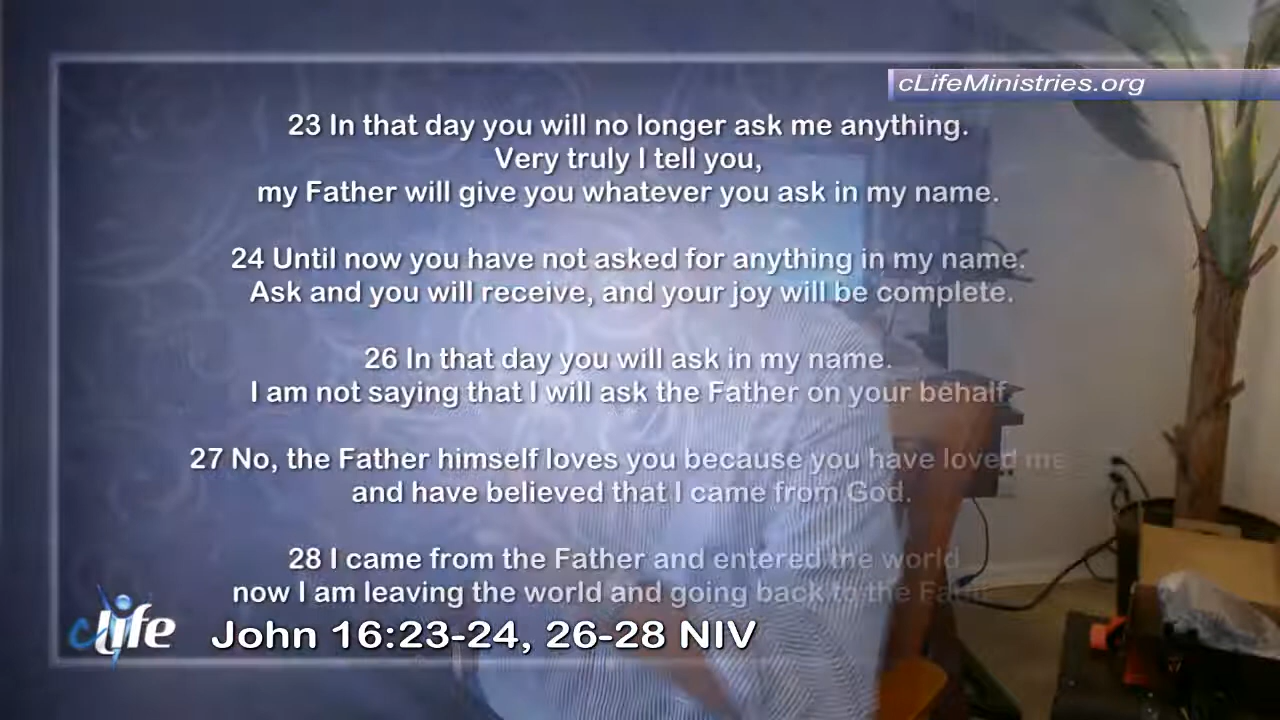 cLifeMinistries.org
23 In that day you will no longer ask me anything.
Very truly I tell you,
my Father will give you whatever you ask in my name.
24 Until now you have not asked for anything in my name.
Ask and you will receive, and your joy will be complete.
26 In that day you will ask in my name.
I am not saying that I will ask the Father on your behalf.
27 No, the Father himself loves you because you have loved me
and have believed that I came from God.
28 I came from the Father and entered the world
now I am leaving the world and going back to the
cLife
John 16:23-24, 26-28 NIV